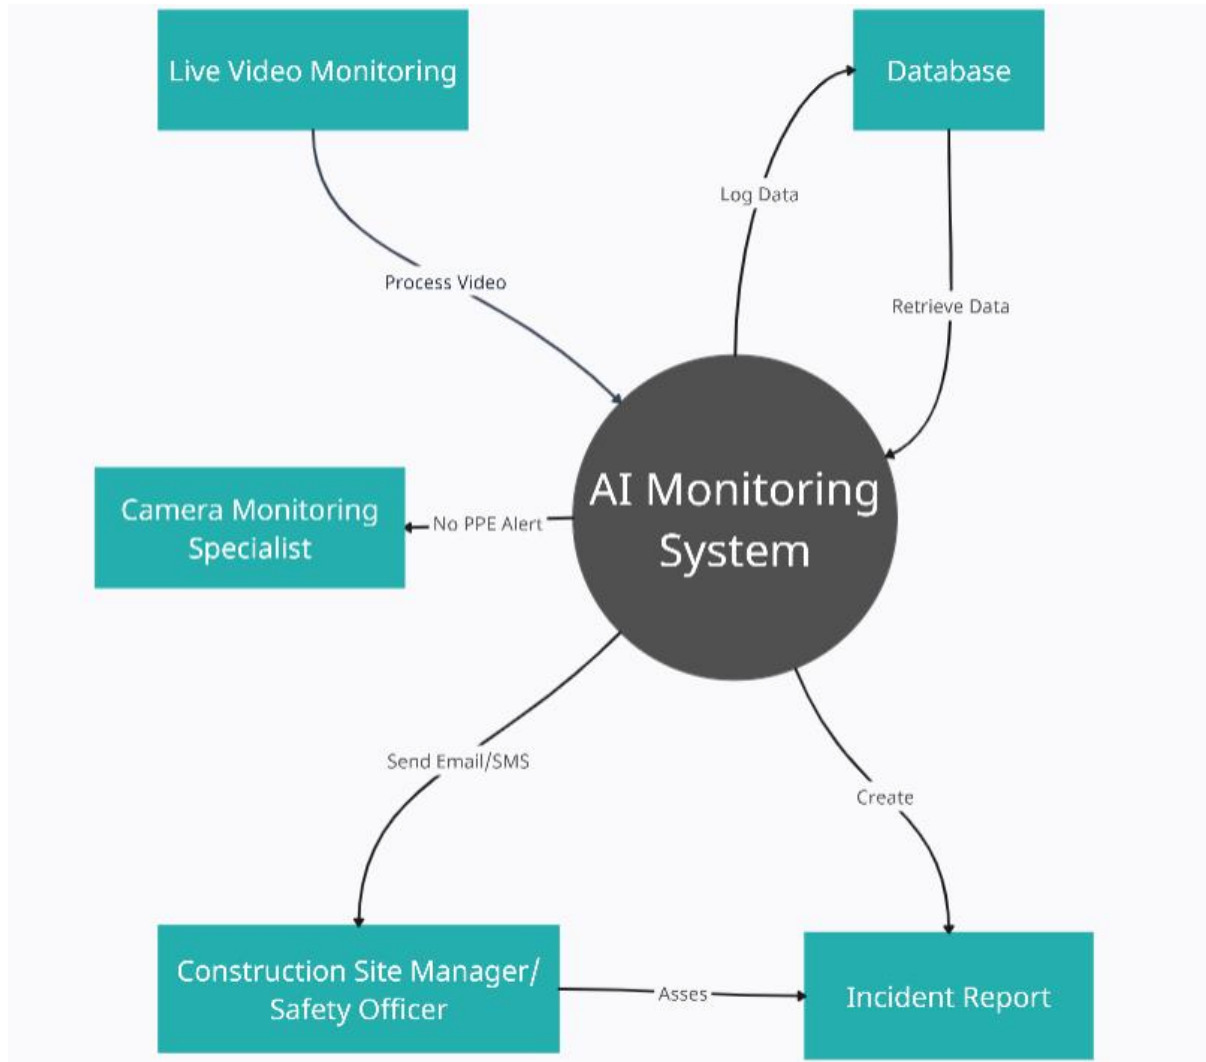 Live Video Monitoring
Database
Log Data
Process Video
Retrieve Data
AI Monitoring
System
Camera Monitoring
Specialist
No PPE Alert
Send Email/SMS
Create
Construction Site Manager/
Safety Officer
Asses
Incident Report